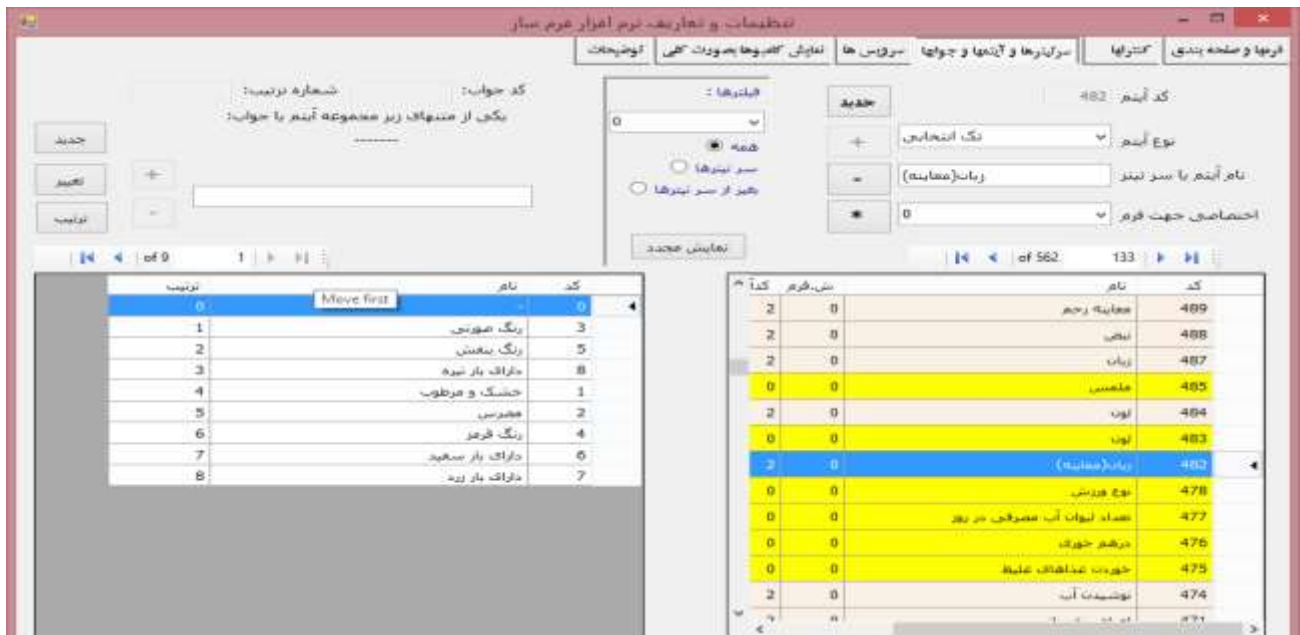 تنظیمات و تعاریف نرم افزار فرم ساز
فرمها و صفحه بندی
کنترلها
سرتیترها و آیتمها و جوابها
سرویس ها
نمایش کامبوها بصورت کلی
توضیحات
کد آیتم 482
جدید
نوع آیتم تک انتخابی
+
نام آیتم یا سر تیتر زبان(معاینه)
-
اختصاصی جهت فرم 0
*
133 of 562
فیلترها :
0
همه
سر تیترها
بغیر از سر تیترها
نمایش مجدد
کد جواب: شماره ترتیب:
یکی از متنهای زیر مجموعه آیتم یا جواب:
-------
جدید
تغییر
ترتیب
+
-
1 of 9
کد نام ش.فرم کدآ
489 معاینه رحم 0 2
488 نبض 0 2
487 زبان 0 2
485 ملمس 0 0
484 لون 0 2
483 لون 0 0
482 زبان(معاینه) 0 2
478 نوع ورزش 0 0
477 تعداد لیوان آب مصرفی در روز 0 0
476 درهم خوری 0 0
475 خوردن غذاهای غلیظ 0 0
474 نوشیدن آب 0 2
کد نام ترتیب
0 - 0
Move first
3 رنگ صورتی 1
5 رنگ بنفش 2
8 دارای بار تیره 3
1 خشک و مرطوب 4
2 مضرس 5
4 رنگ قرمز 6
6 دارای بار سفید 7
7 دارای بار زرد 8